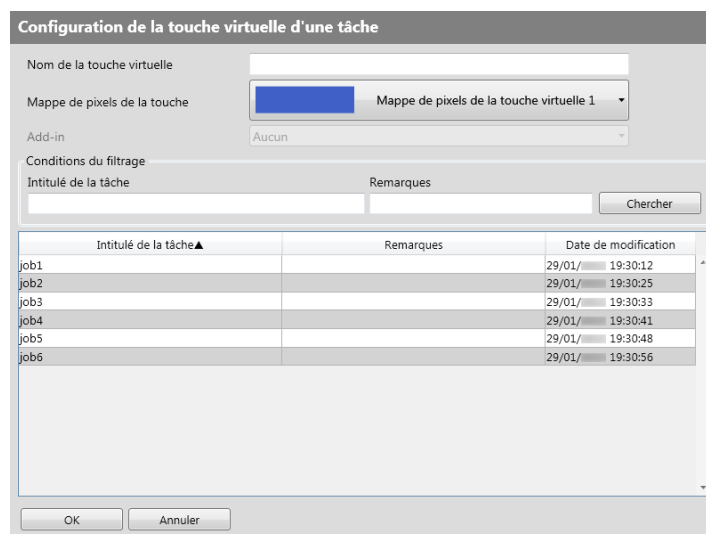 Configuration de la touche virtuelle d'une tâche
Nom de la touche virtuelle
Mappe de pixels de la touche Mappe de pixels de la touche virtuelle 1
Add-in Aucun
Conditions du filtrage
Intitulé de la tâche Remarques
Chercher
Intitulé de la tâche▲ Remarques Date de modification
job1 29/01/ 19:30:12
job2 29/01/ 19:30:25
job3 29/01/ 19:30:33
job4 29/01/ 19:30:41
job5 29/01/ 19:30:48
job6 29/01/ 19:30:56
OK Annuler